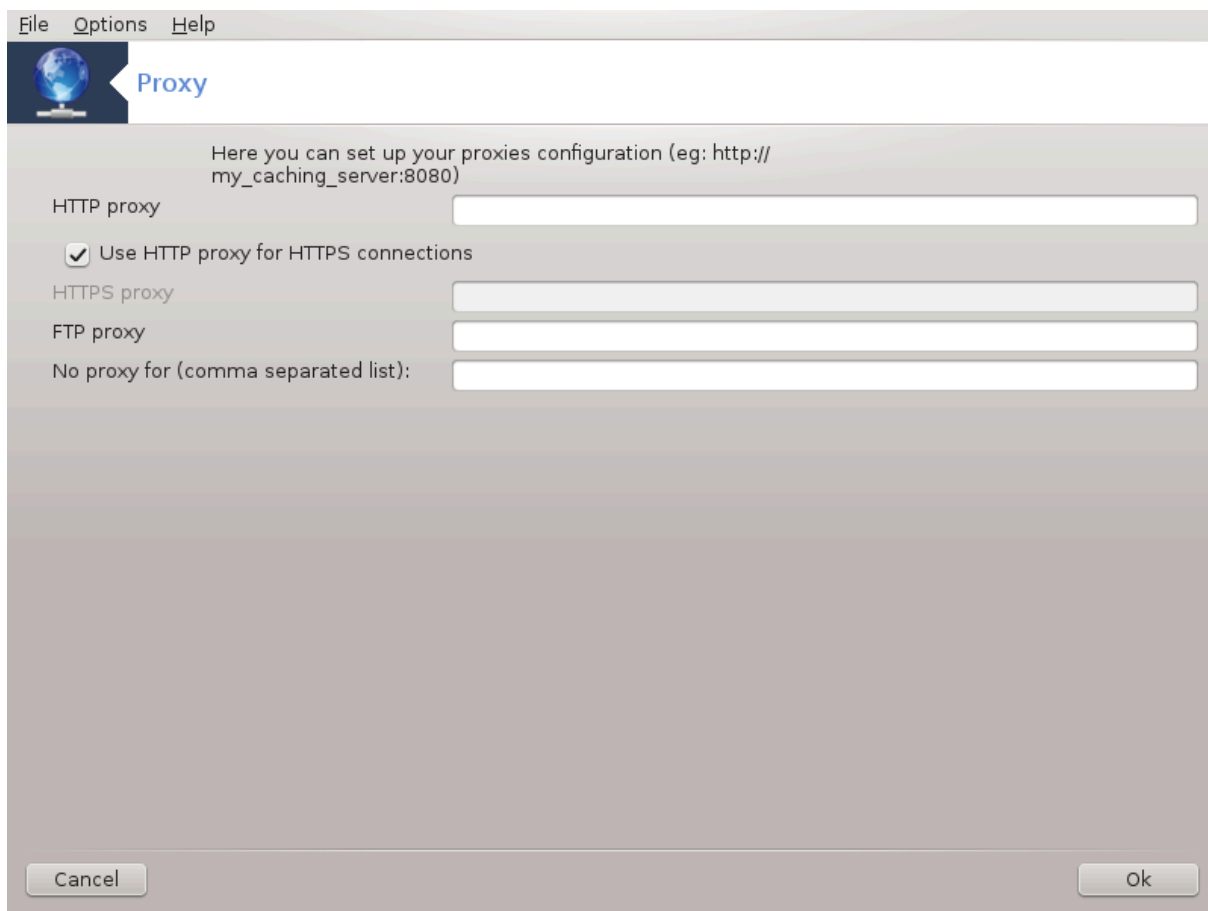 File Options Help
Proxy
Here you can set up your proxies configuration (eg: http://
my_caching_server:8080)
HTTP proxy
Use HTTP proxy for HTTPS connections
HTTPS proxy
FTP proxy
No proxy for (comma separated list):
Cancel Ok